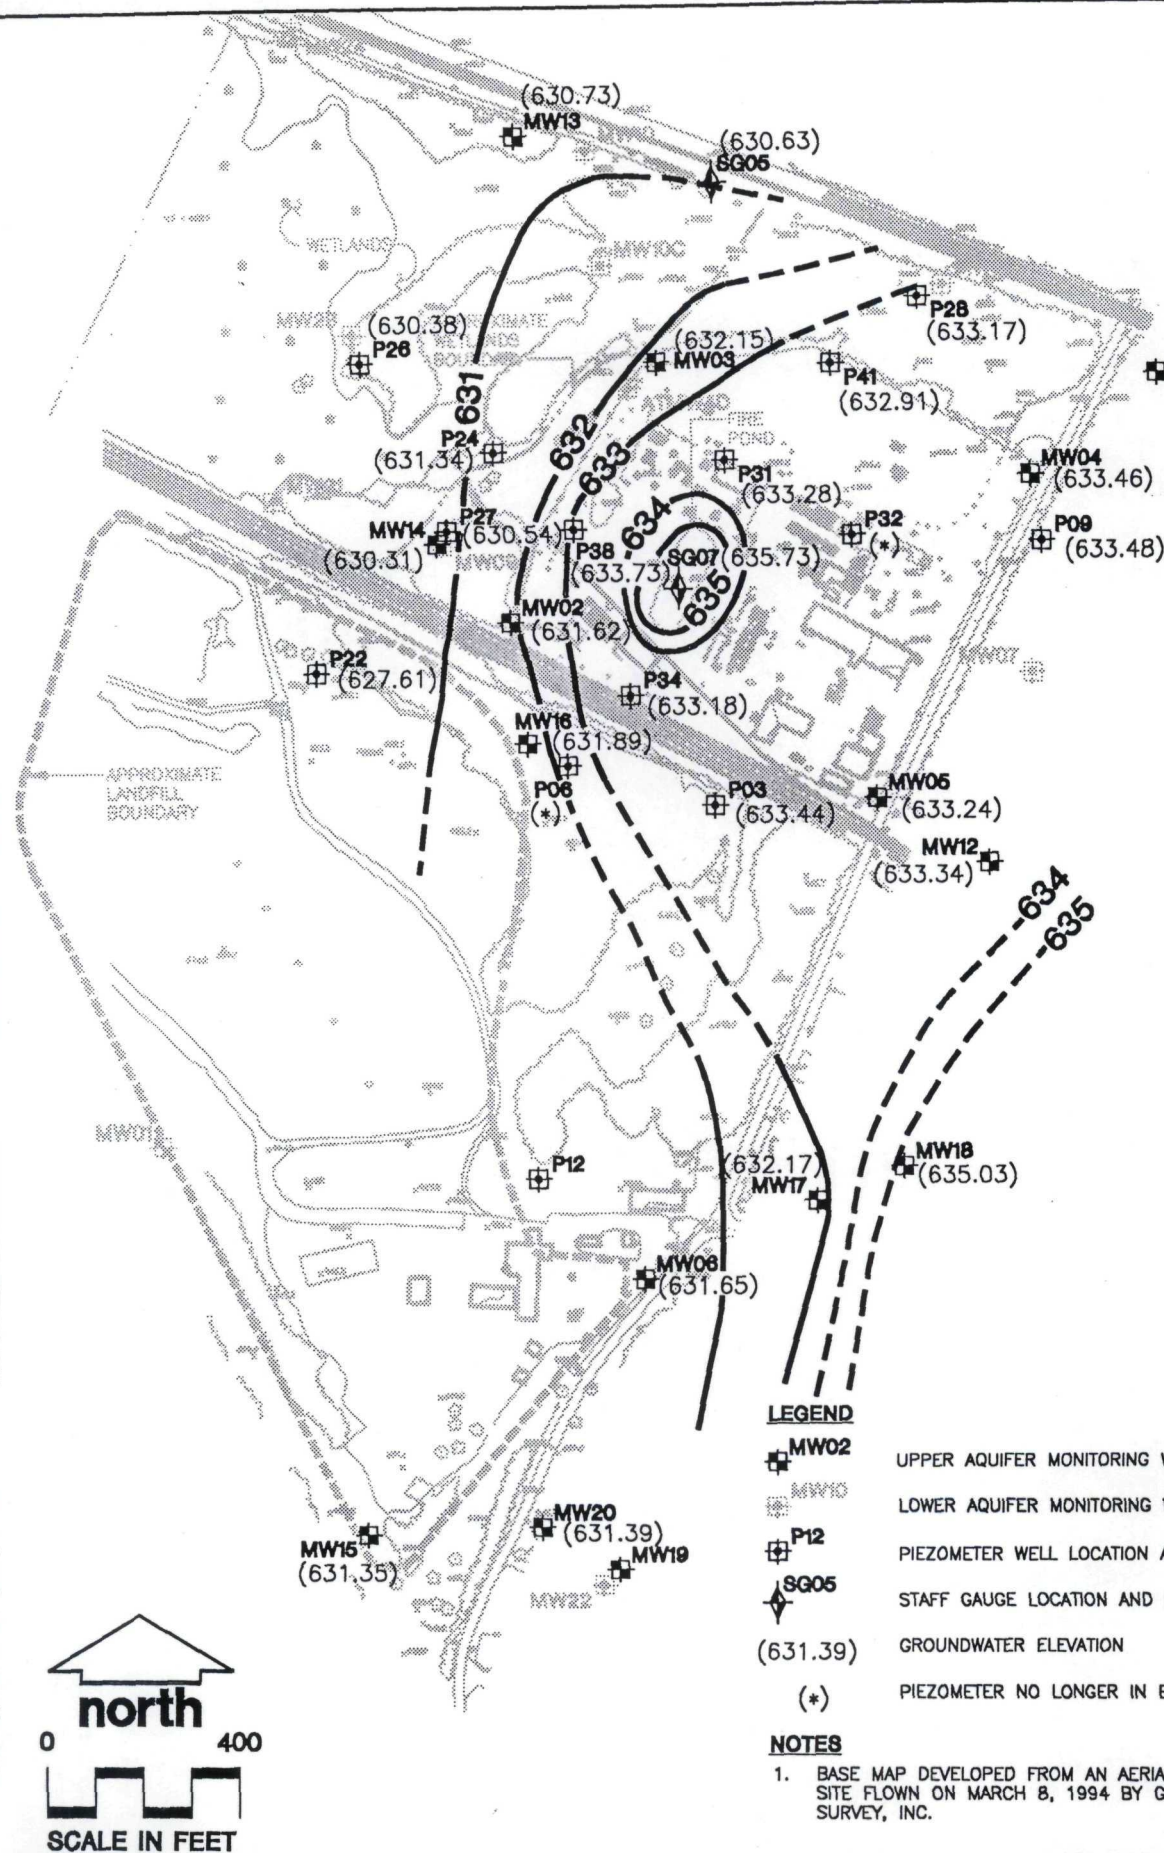 (630.73)
MW13
(630.63)
SG05
WETLANDS
MW10C
(630.38)
P26
WETLANDS
(632.15)
MW03
P28
(633.17)
P41
(632.91)
631
632
633
FIRE
POND
P24
(631.34)
P31
(633.28)
MW04
(633.46)
634
P27
(630.54)
MW14
(630.31)
P38
(633.73)
SG07
(635.73)
635
P32
(*)
P09
(633.48)
MW02
(631.62)
P22
(627.61)
P34
(633.18)
MW07
MW16
(631.89)
P06
(*)
P03
(633.44)
MW05
(633.24)
MW12
(633.34)
APPROXIMATE
LANDFILL
BOUNDARY
634
635
MW01
P12
(632.17)
MW17
MW18
(635.03)
MW06
(631.65)
MW15
(631.35)
MW20
(631.39)
MW19
MW22
LEGEND
MW02 UPPER AQUIFER MONITORING
MW10 LOWER AQUIFER MONITORING
P12 PIEZOMETER WELL LOCATION
SG05 STAFF GAUGE LOCATION AND
(631.39) GROUNDWATER ELEVATION
(*) PIEZOMETER NO LONGER IN
NOTES
1. BASE MAP DEVELOPED FROM AN AERIA
SITE FLOWN ON MARCH 8, 1994 BY G
SURVEY, INC.
north
0 400
SCALE IN FEET